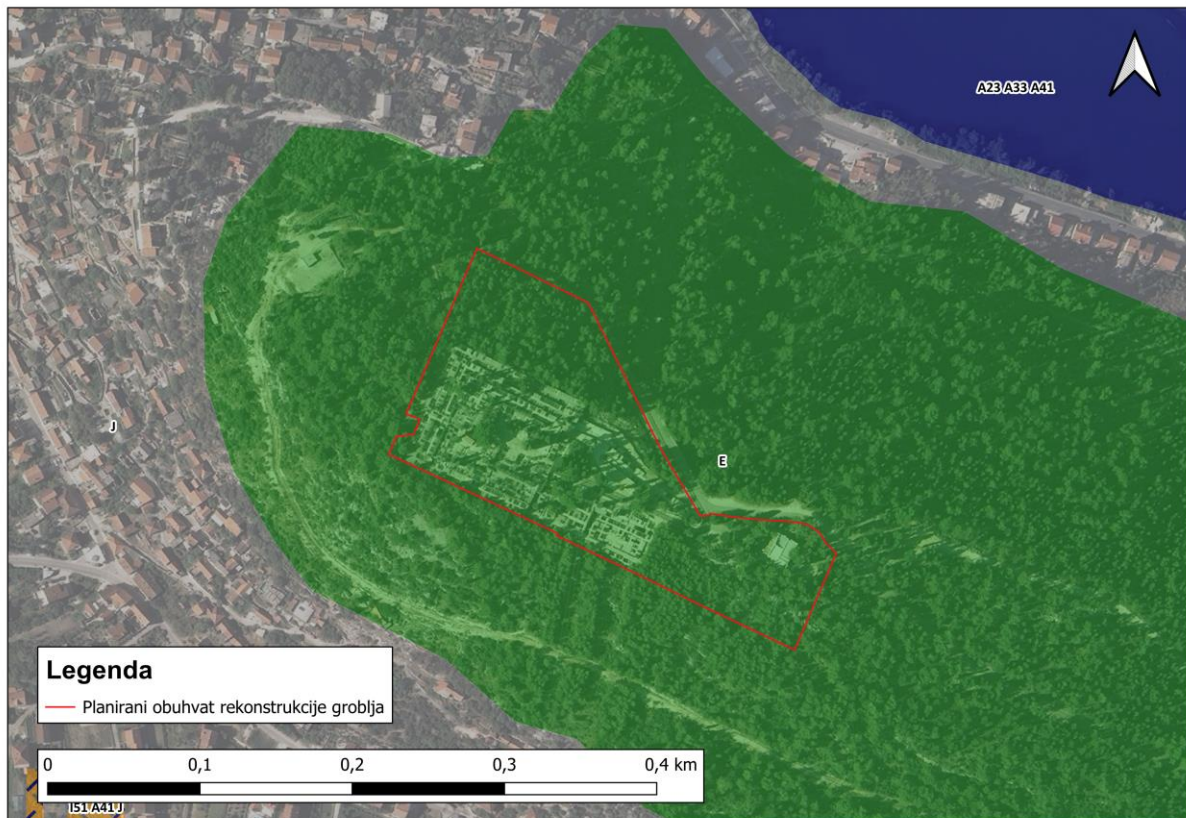 A23 A33 A41
J
E
Legenda
Planirani obuhvat rekonstrukcije groblja
0 0,1 0,2 0,3 0,4 km
I51 A41 J